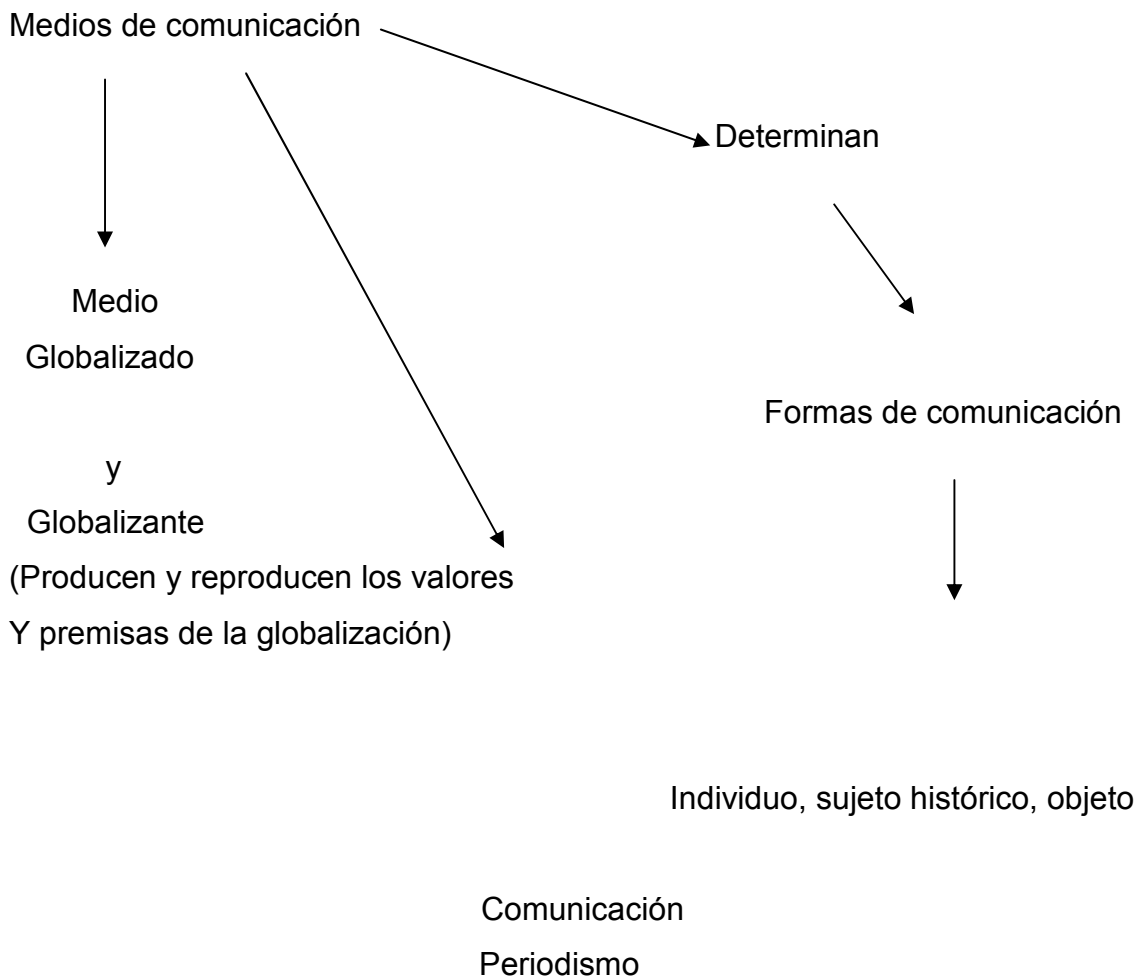 Medios de comunicación
Determan
Medio
Globalizado
Formas de comunicación
y
Globalizante
(Producen y reproducen los valores
Y premisas de la globalización)
Individuo, sujeto histórico, objeto
Comunicación
Periodismo